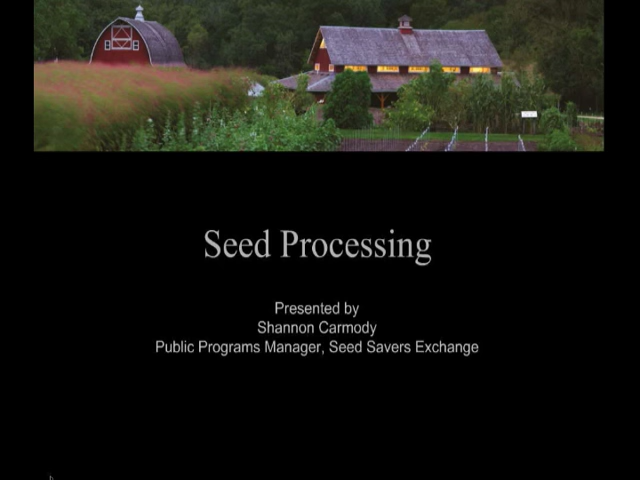 Seed Processing
Presented by
Shannon Carmody
Public Programs Manager, Seed Savers Exchange